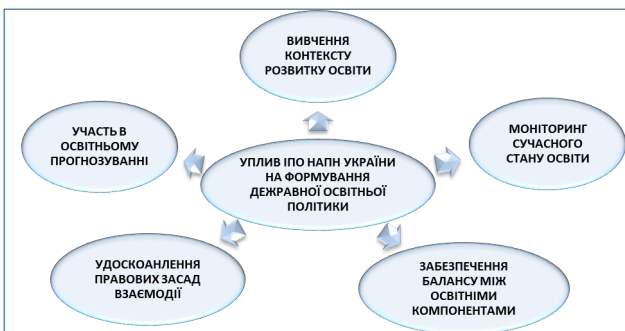 ВИВЧЕННЯ
КОНТЕКСТУ
РОЗВИТКУ ОСВІТИ
УЧАСТЬ В
ОСВІТНЬОМУ
ПРОГНОЗУВАННІ
МОНІТОРИНГ
СУЧАСНОГО
СТАНУ ОСВІТИ
УПЛИВ ІПО НАПН УКРАЇНИ
НА ФОРМУВАННЯ
ДЕЖРАВНОЇ ОСВІТНЬОЇ
ПОЛІТИКИ
УДОСКОАНЛЕННЯ
ПРАВОВИХ ЗАСАД
ВЗАЄМОДІЇ
ЗАБЕЗПЕЧЕННЯ
БАЛАНСУ МІЖ
ОСВІТНІМИ
КОМПОНЕНТАМИ